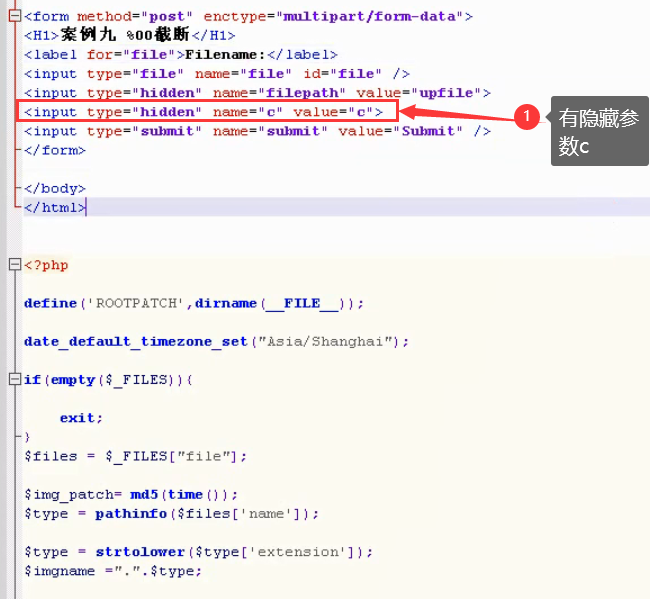 <form method="post" enctype="multipart/form-data">
<H1>案例九 %00截断</H1>
<label for="file">Filename:</label>
<input type="file" name="file" id="file" />
<input type="hidden" name="filepath" value="upfile">
<input type="hidden" name="c" value="c">
1
有隐藏参
数c
<input type="submit" name="submit" value="Submit" />
</form>
</body>
</html>
<?php
define('ROOTPATCH',dirname(__FILE__));
date_default_timezone_set("Asia/Shanghai");
if(empty($_FILES)){
exit;
}
$files = $_FILES["file"];
$img_patch= md5(time());
$type = pathinfo($files['name']);
$type = strtolower($type['extension']);
$imgname =".".$type;